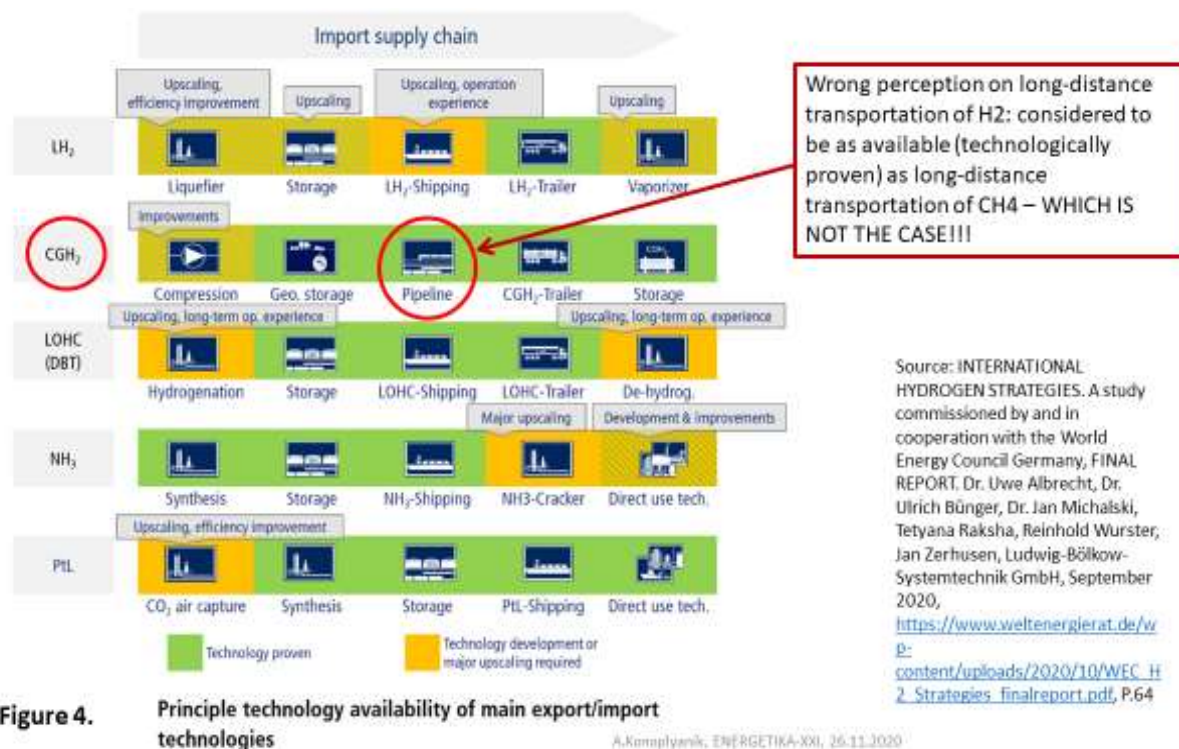 Import supply chain
Upscaling,
efficiency improvement
Upscaling
Upscaling, operation
experience
Upscaling
LH₂
Liquefier
Storage
LH₂-Shipping
LH₂-Trailer
Vaporizer
Improvements
CGH₂
Compression
Geo. storage
Pipeline
CGH₂-Trailer
Storage
Upscaling, long-term op. experience
Upscaling, long-term op. experience
LOHC
(DBT)
Hydrogenation
Storage
LOHC-Shipping
LOHC-Trailer
De-hydrog.
Major upscaling
Development & improvements
NH₃
Synthesis
Storage
NH₃-Shipping
NH3-Cracker
Direct use tech.
Upscaling, efficiency improvement
PtL
CO₂ air capture
Synthesis
Storage
PtL-Shipping
Direct use tech.
Technology proven
Technology development or
major upscaling required
Wrong perception on long-distance
transportation of H2: considered to
be as available (technologically
proven) as long-distance
transportation of CH4 – WHICH IS
NOT THE CASE!!!
Source: INTERNATIONAL
HYDROGEN STRATEGIES. A study
commissioned by and in
cooperation with the World
Energy Council Germany, FINAL
REPORT. Dr. Uwe Albrecht, Dr.
Ulrich Bünger, Dr. Jan Michalski,
Tetyana Raksha, Reinhold Wurster,
Jan Zerhusen, Ludwig-Bölkow-
Systemtechnik GmbH, September
2020,
https://www.weltenergierat.de/w
p-
content/uploads/2020/10/WEC_H
2_Strategies_finalreport.pdf, P.64
Figure 4.
Principle technology availability of main export/import
technologies
A.Konoplyanik, ENERGETIKA-XXI, 26.11.2020